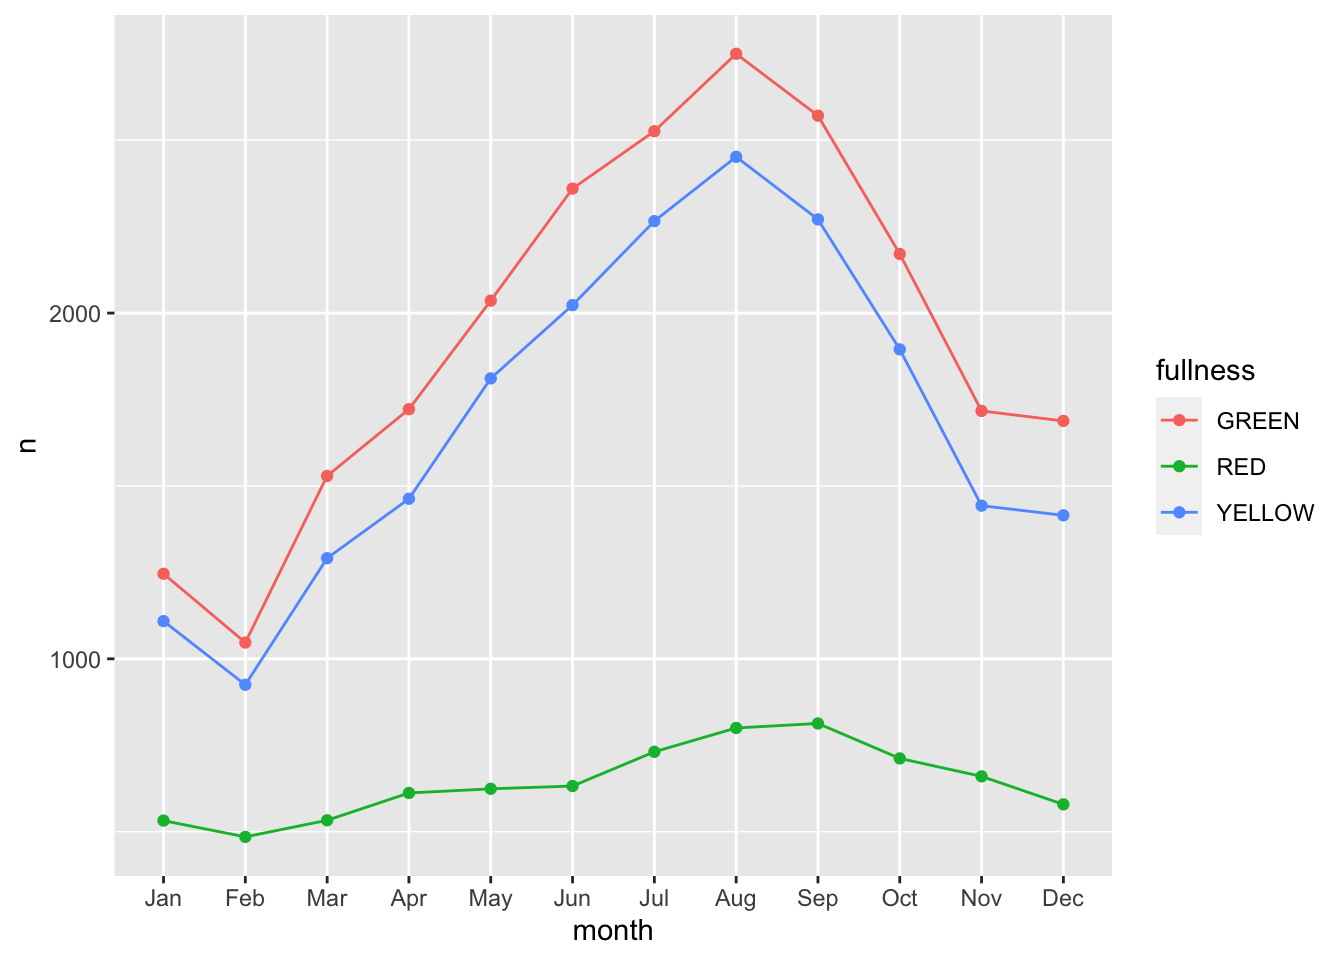 n
2000
1000
Jan Feb Mar Apr May Jun Jul Aug Sep Oct Nov Dec
month
fullness
GREEN
RED
YELLOW